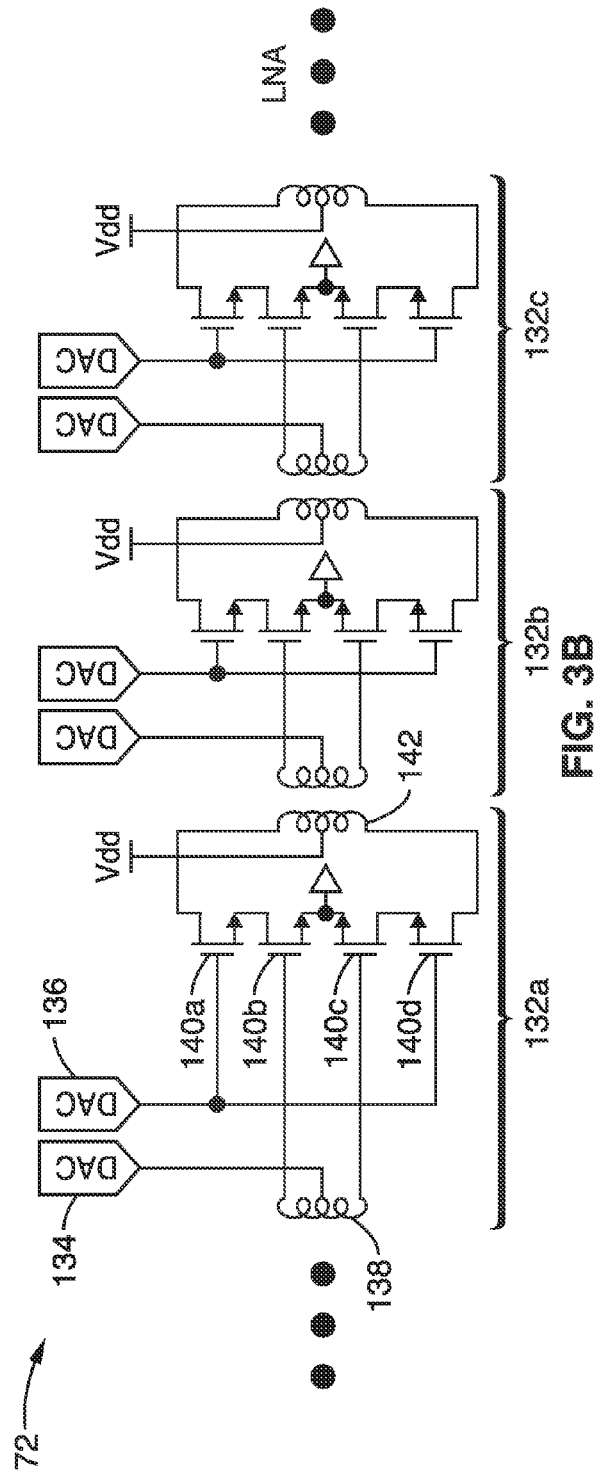 72
134
136
DAC
DAC
DAC
DAC
DAC
DAC
Vdd
Vdd
Vdd
LNA
138
140a
140b
140c
140d
142
132a
132b
132c
FIG. 3B